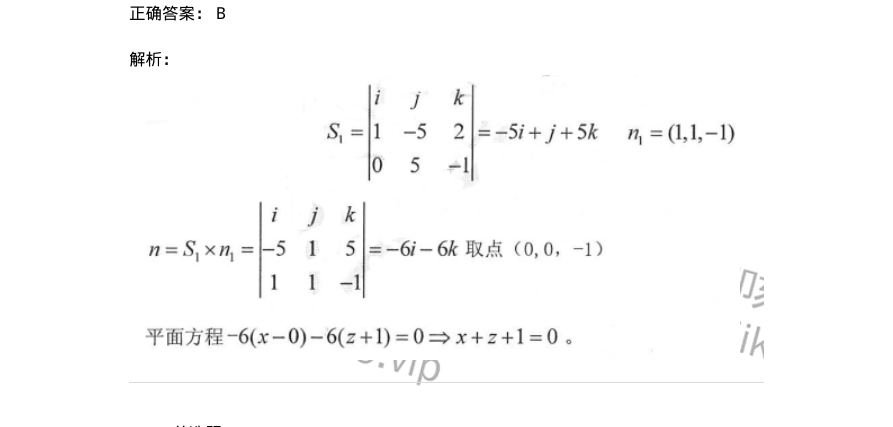 正确答案： B
解析：
S₁ = |i j k; 1 −5 2; 0 5 −1| = −5i + j + 5k n₁ = (1,1,−1)
n = S₁ × n₁ = |i j k; −5 1 5; 1 1 −1| = −6i − 6k 取点（0,0，-1）
平面方程 −6(x−0)−6(z+1)=0 ⇒ x+z+1=0 。